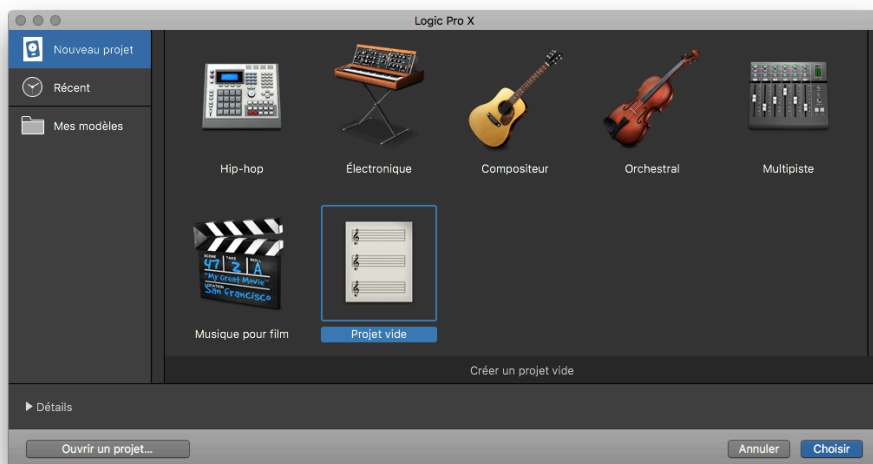 Logic Pro X
Nouveau projet
Récent
Mes modèles
Hip-hop
Électronique
Compositeur
Orchestral
Multipiste
SCENE TAKE ROLL
47 2 A
"My Great Movie"
LOCATION
San Francisco
Musique pour film
Projet vide
Créer un projet vide
Détails
Ouvrir un projet...
Annuler
Choisir